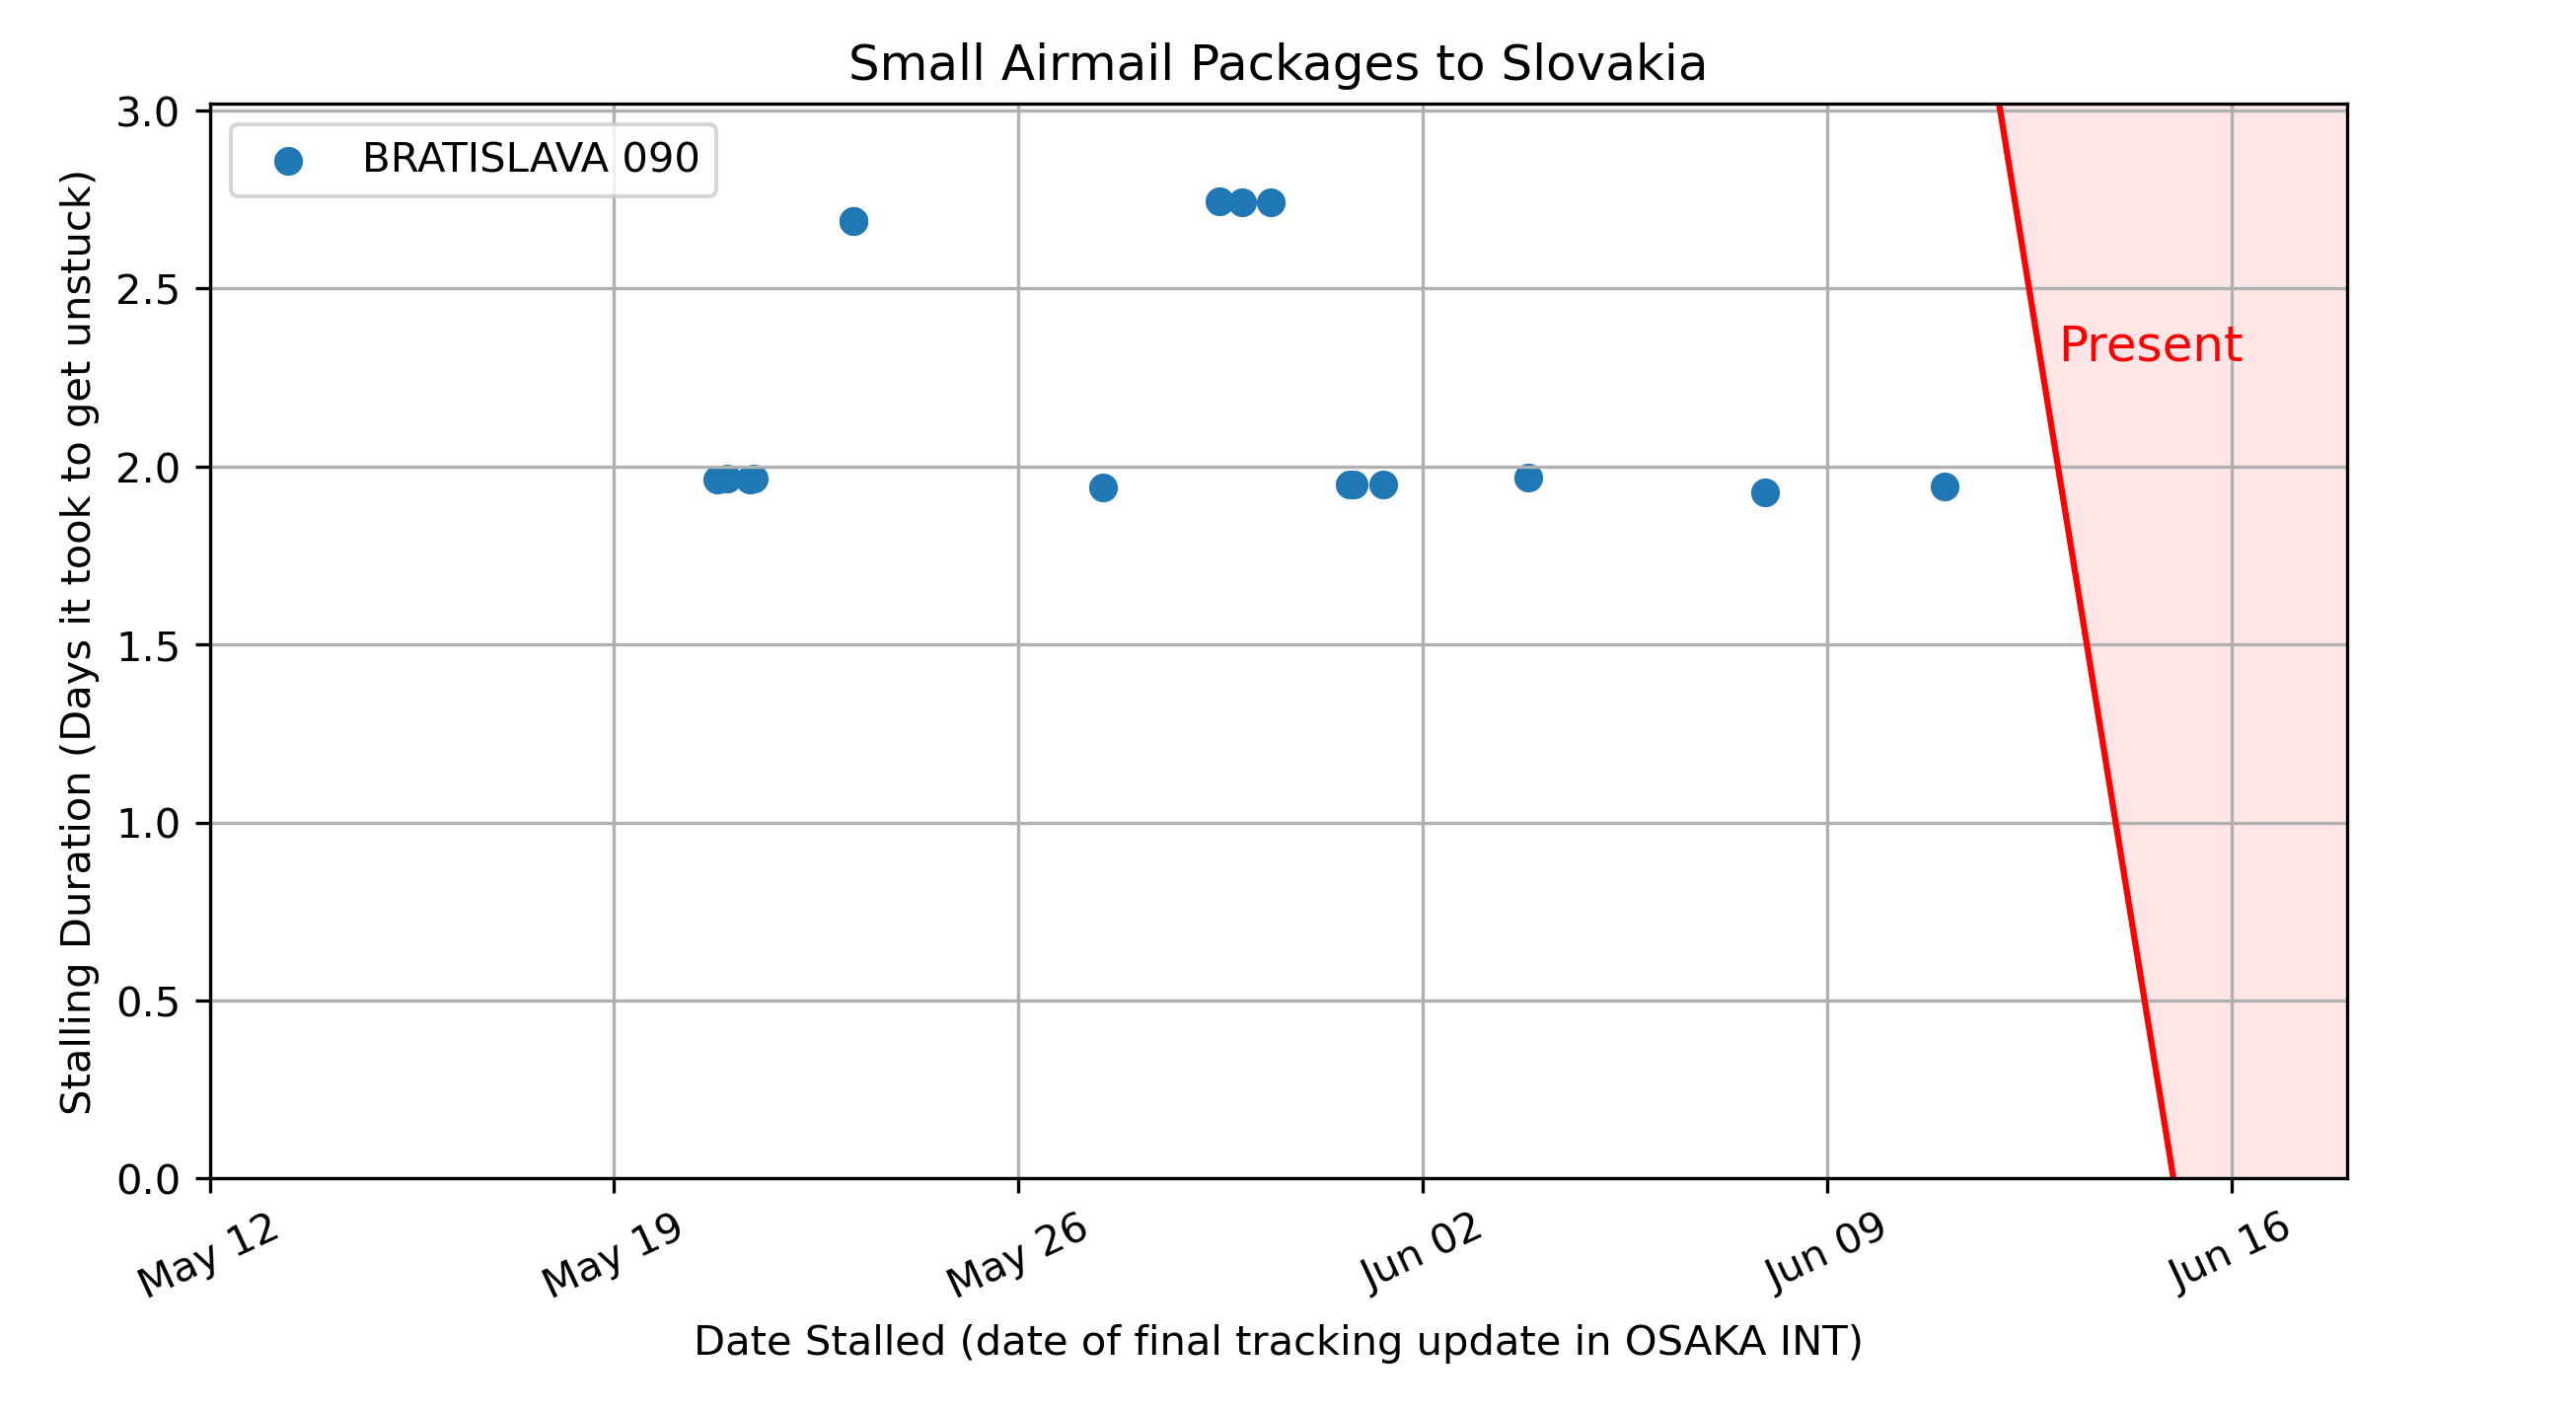 Small Airmail Packages to Slovakia
BRATISLAVA 090
Present
Stalling Duration (Days it took to get unstuck)
3.0
2.5
2.0
1.5
1.0
0.5
0.0
May 12
May 19
May 26
Jun 02
Jun 09
Jun 16
Date Stalled (date of final tracking update in OSAKA INT)